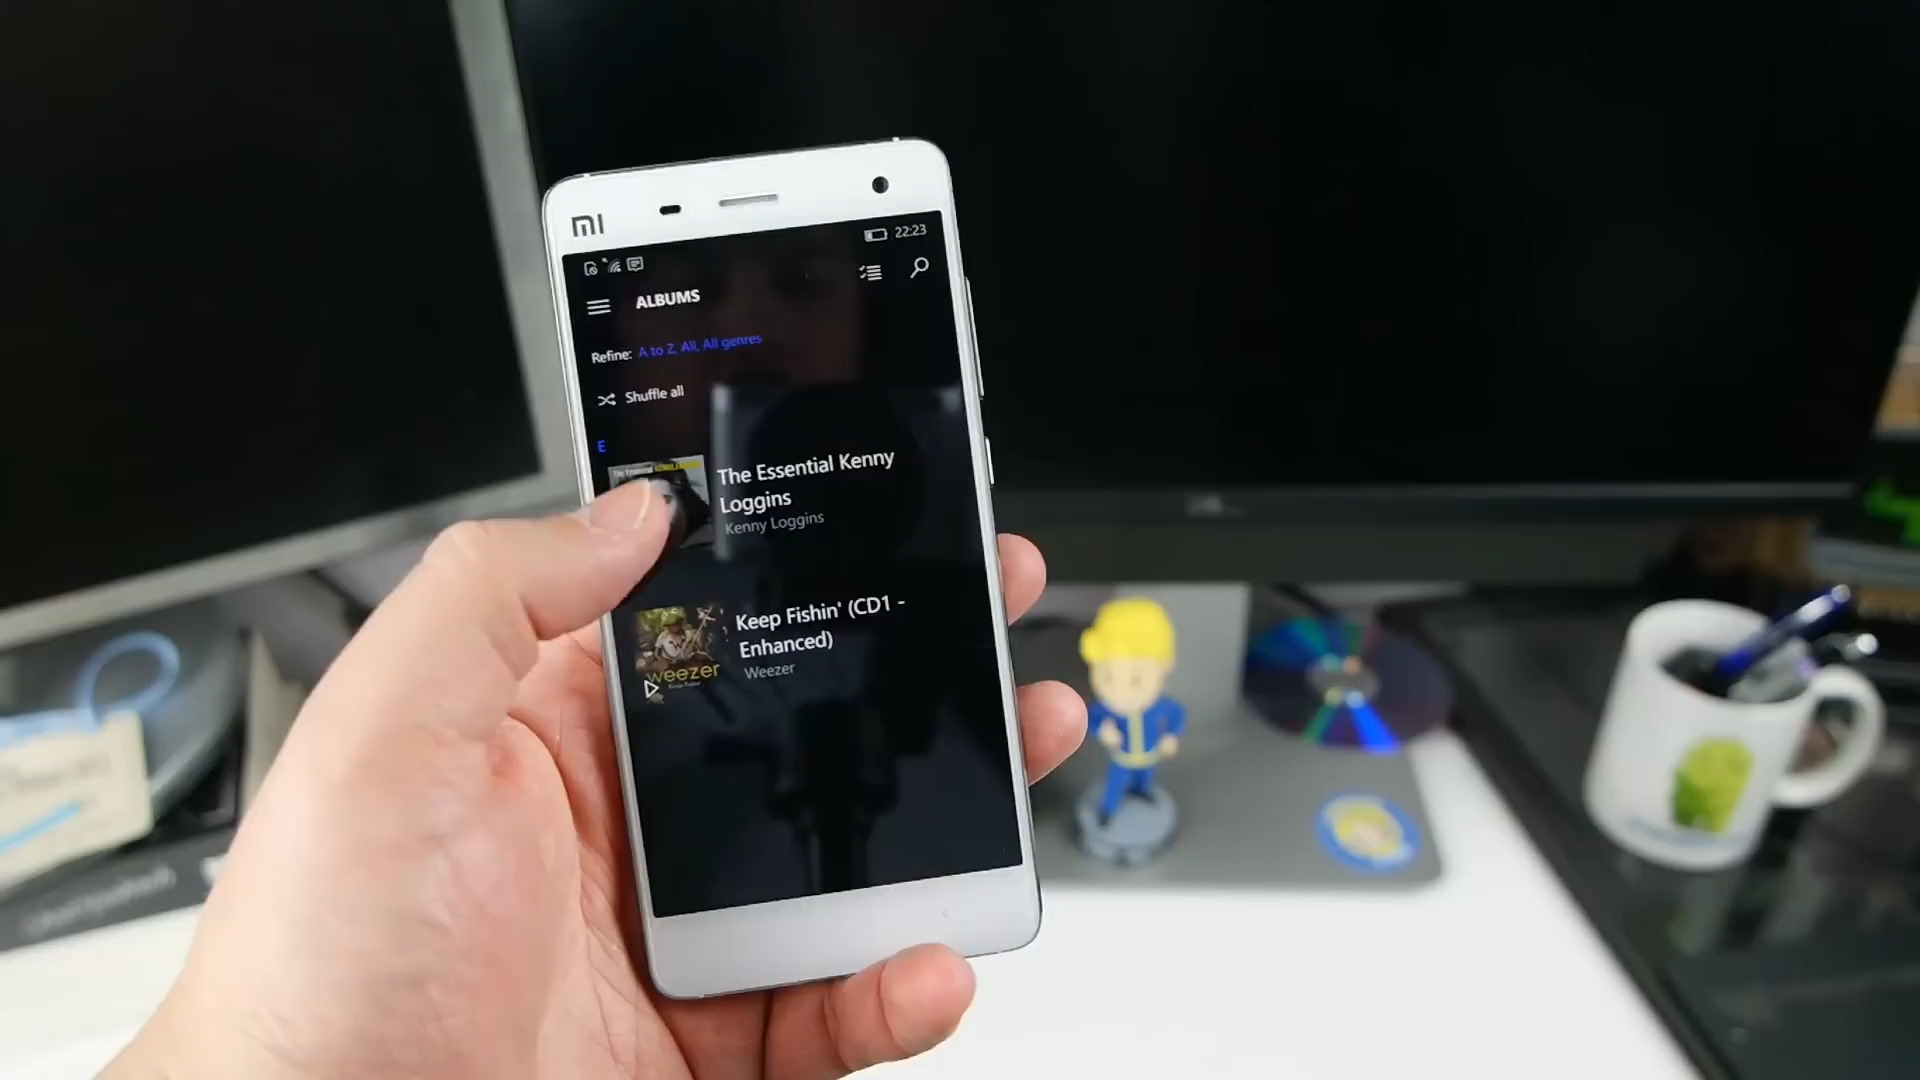 MI
22:23
ALBUMS
Refine: A to Z, All, All genres
Shuffle all
E
The Essential Kenny
Loggins
Kenny Loggins
Keep Fishin' (CD1 -
Enhanced)
Weezer
weezer